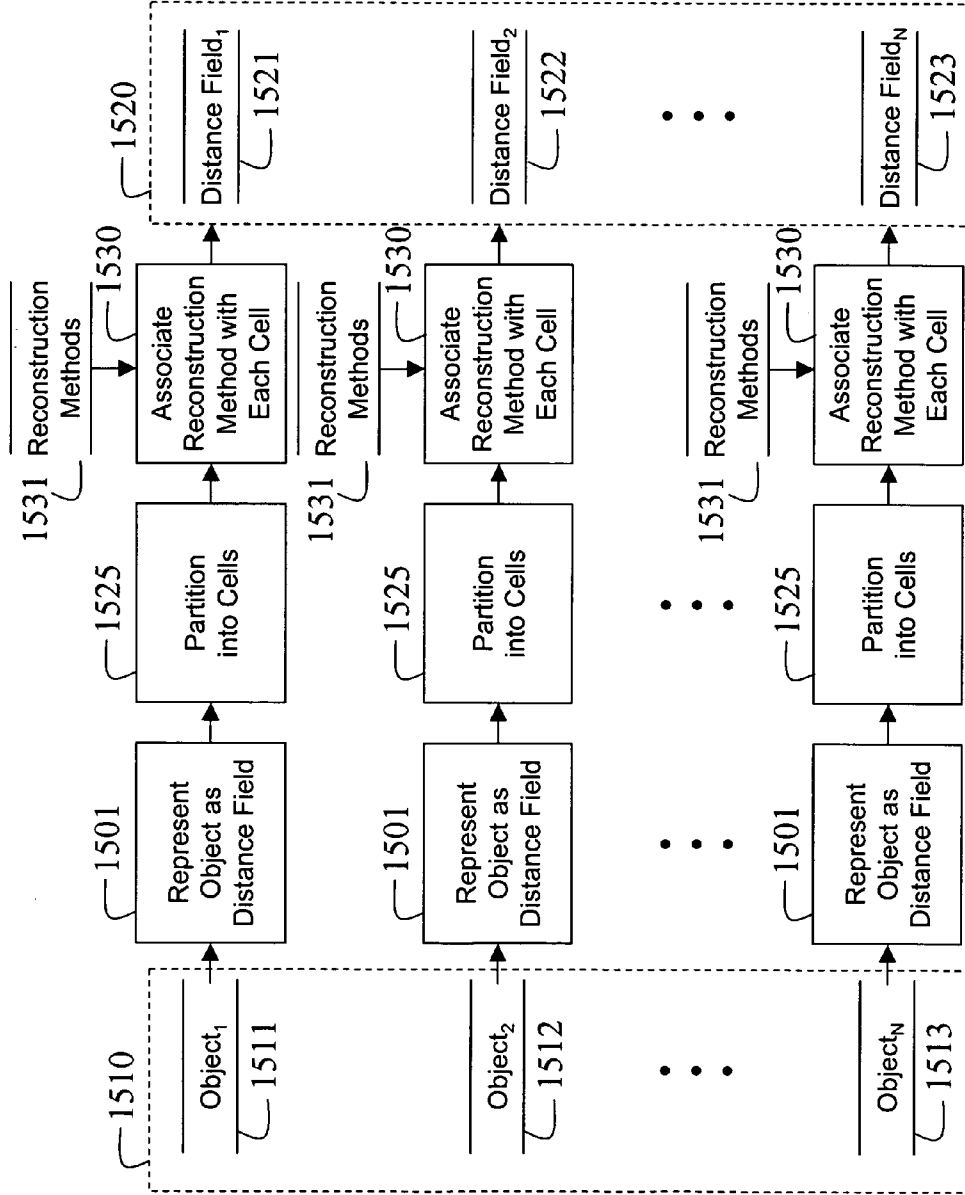 1510
Object1
1511
1501
Represent
Object as
Distance Field
1525
Partition
into Cells
Reconstruction
Methods
1531
1530
Associate
Reconstruction
Method with
Each Cell
1520
Distance Field1
1521
Object2
1512
1501
Represent
Object as
Distance Field
1525
Partition
into Cells
Reconstruction
Methods
1531
1530
Associate
Reconstruction
Method with
Each Cell
Distance Field2
1522
ObjectN
1513
1501
Represent
Object as
Distance Field
1525
Partition
into Cells
Reconstruction
Methods
1531
1530
Associate
Reconstruction
Method with
Each Cell
Distance FieldN
1523